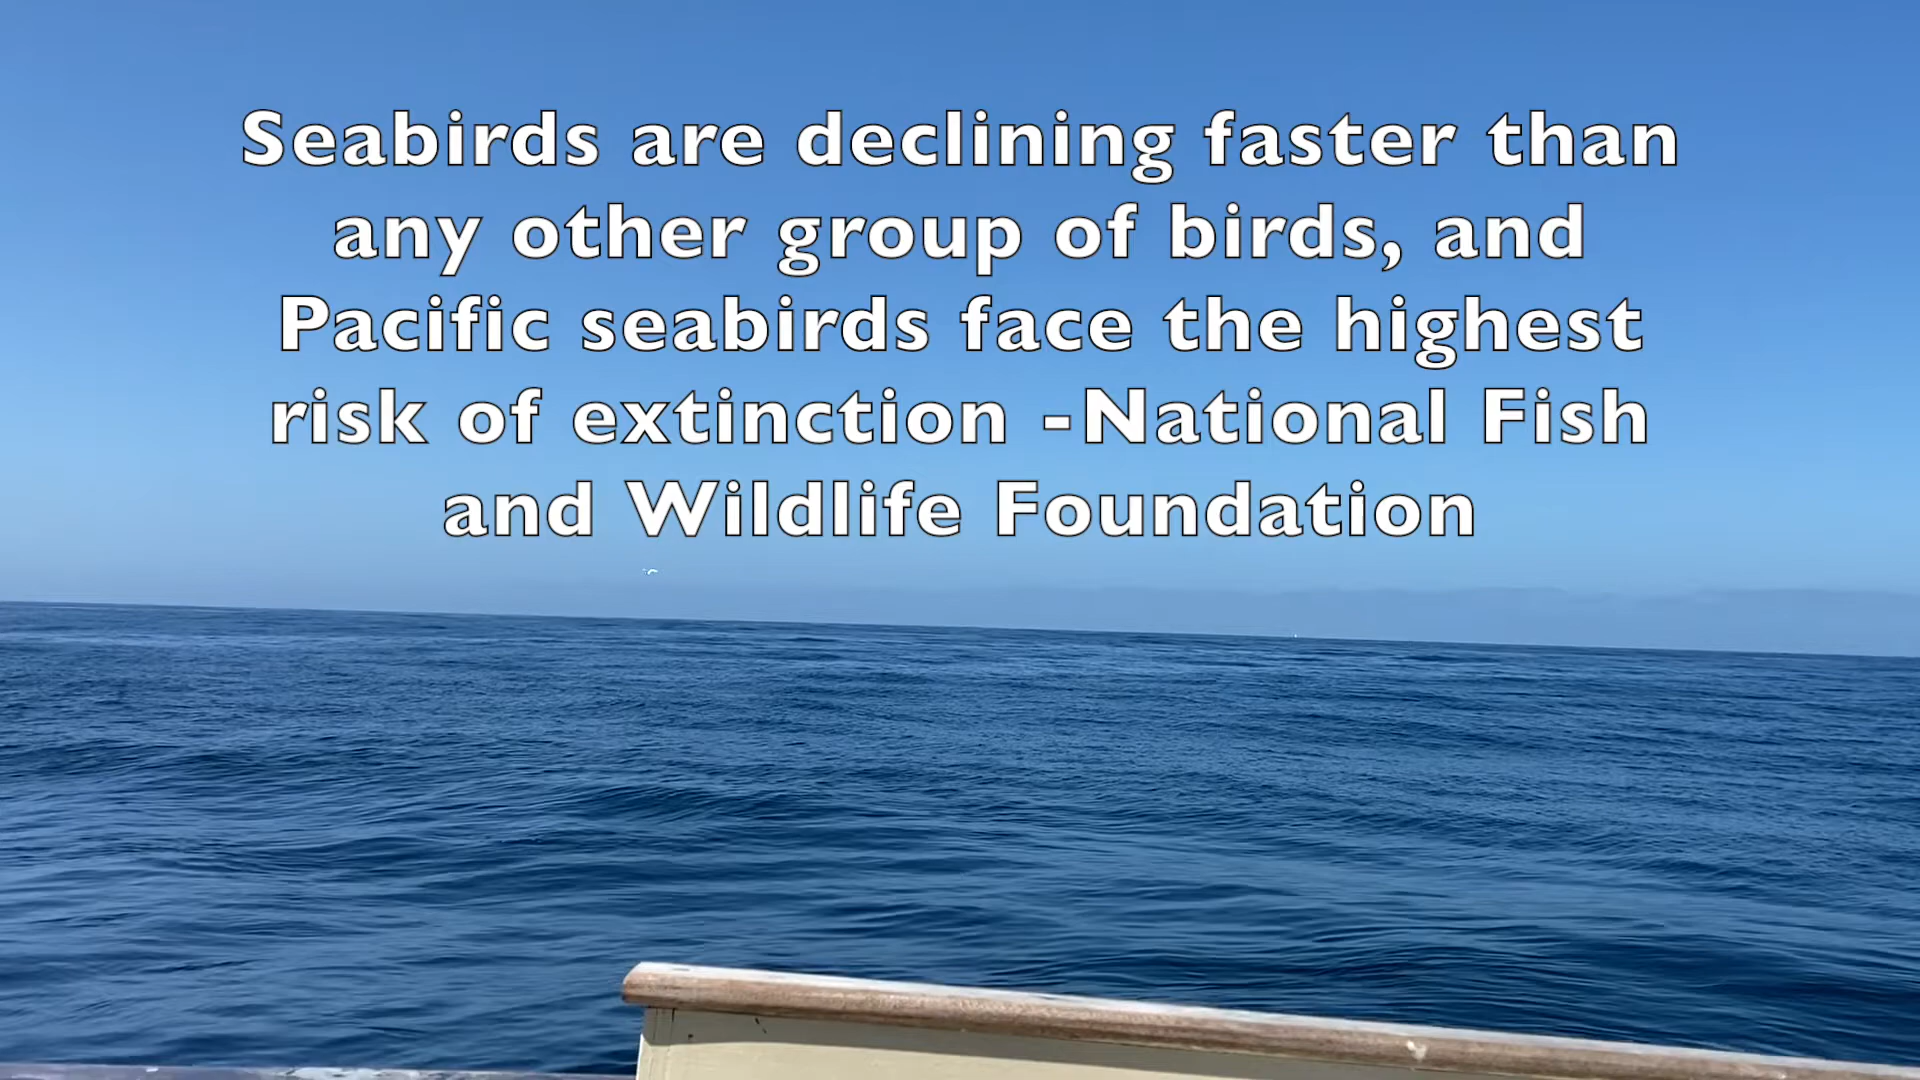 Seabirds are declining faster than
any other group of birds, and
Pacific seabirds face the highest
risk of extinction -National Fish
and Wildlife Foundation